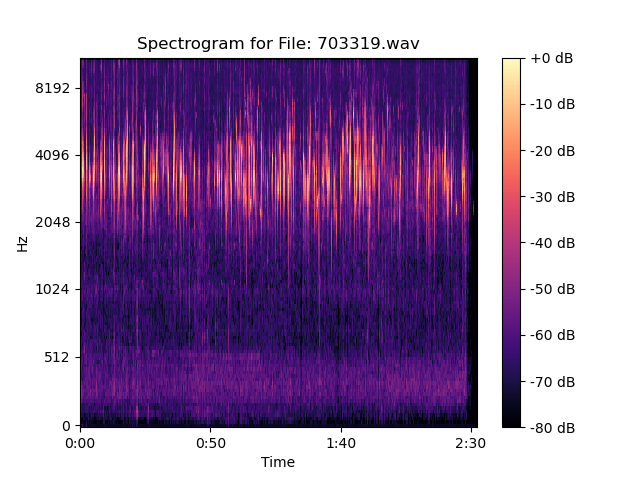 Spectrogram for File: 703319.wav
+0 dB
8192
-10 dB
4096
-20 dB
-30 dB
2048
Hz
-40 dB
1024
-50 dB
512
-60 dB
-70 dB
0
-80 dB
0:00 0:50 1:40 2:30
Time